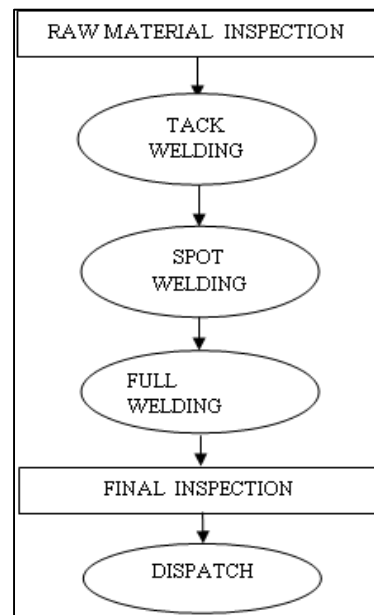 RAW MATERIAL INSPECTION
TACK
WELDING
SPOT
WELDING
FULL
WELDING
FINAL INSPECTION
DISPATCH